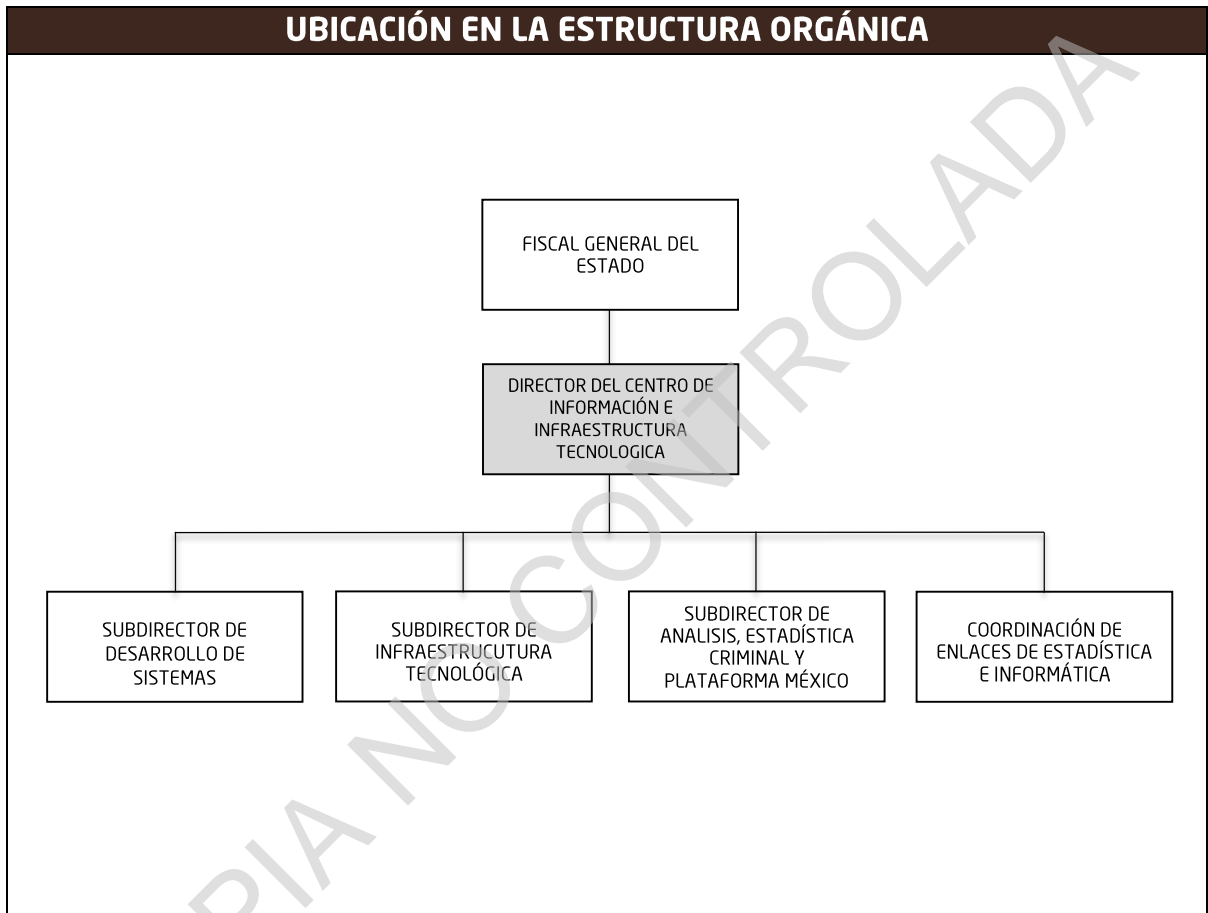 UBICACIÓN EN LA ESTRUCTURA ORGÁNICA
FISCAL GENERAL DEL
ESTADO
DIRECTOR DEL CENTRO DE
INFORMACIÓN E
INFRAESTRUCTURA
TECNOLOGICA
SUBDIRECTOR DE
DESARROLLO DE
SISTEMAS
SUBDIRECTOR DE
INFRAESTRUCUTURA
TECNOLÓGICA
SUBDIRECTOR DE
ANALISIS, ESTADÍSTICA
CRIMINAL Y
PLATAFORMA MÉXICO
COORDINACIÓN DE
ENLACES DE ESTADÍSTICA
E INFORMÁTICA
PIA NO CONTROLADA